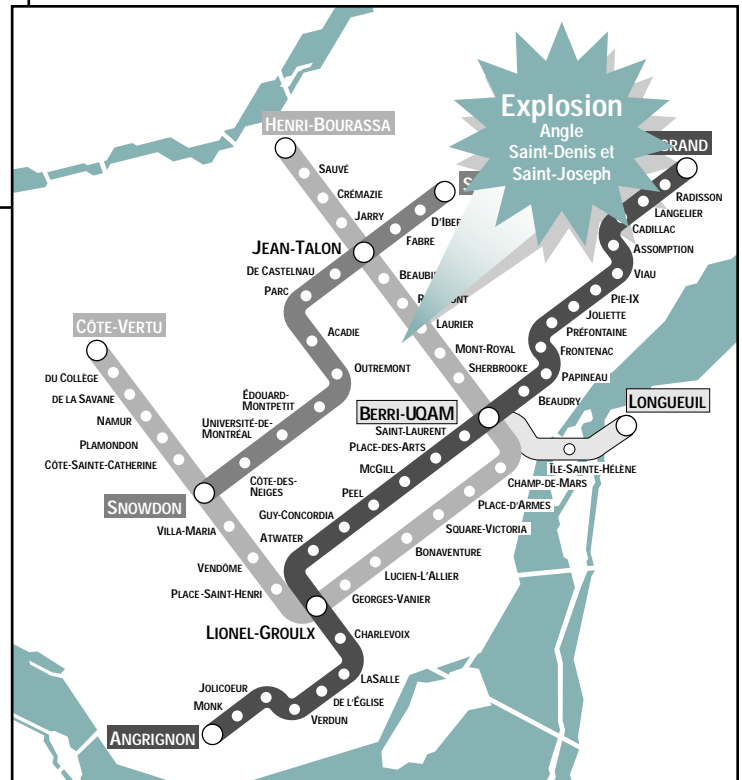 Explosion
Angle
Saint-Denis et
Saint-Joseph
HENRI-BOURASSA
SAUVÉ
CRÉMAZIE
JARRY
JEAN-TALON
DE CASTELNAU
PARC
ACADIE
OUTREMONT
ÉDOUARD-
MONTPETIT
UNIVERSITÉ-DE-
MONTRÉAL
CÔTE-DES-
NEIGES
FABRE
LAURIER
MONT-ROYAL
SHERBROOKE
RADISSON
LANGELIER
CADILLAC
ASSOMPTION
VIAU
PIE-IX
JOLIETTE
PRÉFONTAINE
FRONTENAC
PAPINEAU
BEAUDRY
BERRI-UQAM
LONGUEUIL
ÎLE-SAINTE-HÉLÈNE
CHAMP-DE-MARS
PLACE-D'ARMES
SQUARE-VICTORIA
BONAVENTURE
LUCIEN-L'ALLIER
GEORGES-VANIER
SAINT-LAURENT
PLACE-DES-ARTS
MCGILL
PEEL
GUY-CONCORDIA
ATWATER
CÔTE-VERTU
DU COLLÈGE
DE LA SAVANE
NAMUR
PLAMONDON
CÔTE-SAINTE-CATHERINE
SNOWDON
VILLA-MARIA
VENDÔME
PLACE-SAINT-HENRI
LIONEL-GROULX
CHARLEVOIX
LASALLE
DE L'ÉGLISE
VERDUN
JOLICOEUR
MONK
ANGRIGNON